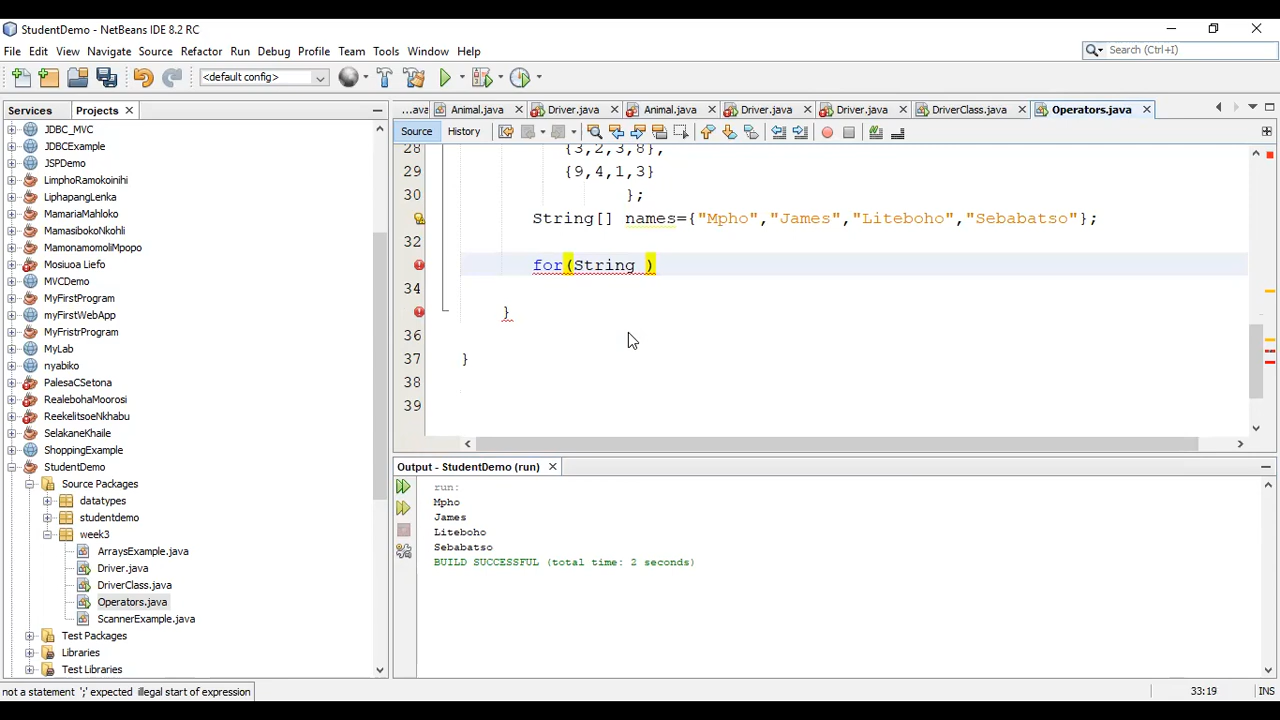 StudentDemo - NetBeans IDE 8.2 RC
File Edit View Navigate Source Refactor Run Debug Profile Team Tools Window Help
Search (Ctrl+I)
<default config>
Services Projects
...ava Animal.java Driver.java Animal.java Driver.java Driver.java DriverClass.java Operators.java
Source History
JDBC_MVC
JDBCExample
JSPDemo
LimphoRamokoinihi
LiphapangLenka
MamariaMahloko
MamasibokoNkohli
MamonamomoliMpopo
Mosiuoa Liefo
MVCDemo
MyFirstProgram
myFirstWebApp
MyFristrProgram
MyLab
nyabiko
PalesaCSetona
RealebohaMoorosi
ReekelitsoeNkhabu
SelakaneKhaile
ShoppingExample
StudentDemo
Source Packages
datatypes
studentdemo
week3
ArraysExample.java
Driver.java
DriverClass.java
Operators.java
ScannerExample.java
Test Packages
Libraries
Test Libraries
28 {3,2,3,8},
29 {9,4,1,3}
30 };
String[] names={"Mpho","James","Liteboho","Sebabatso"};
32
for(String )
34
}
36
37 }
38
39
Output - StudentDemo (run)
run:
Mpho
James
Liteboho
Sebabatso
BUILD SUCCESSFUL (total time: 2 seconds)
not a statement ';' expected illegal start of expression
33:19 INS